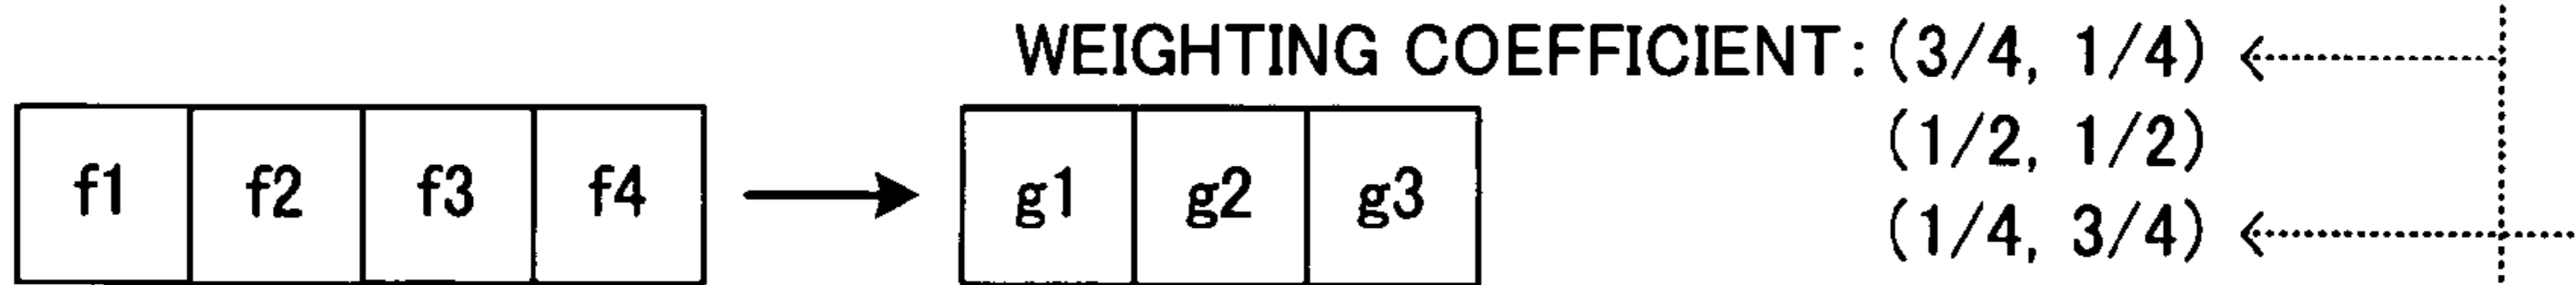 WEIGHTING COEFFICIENT: (3/4, 1/4)
(1/2, 1/2)
(1/4, 3/4)
f1 f2 f3 f4 g1 g2 g3